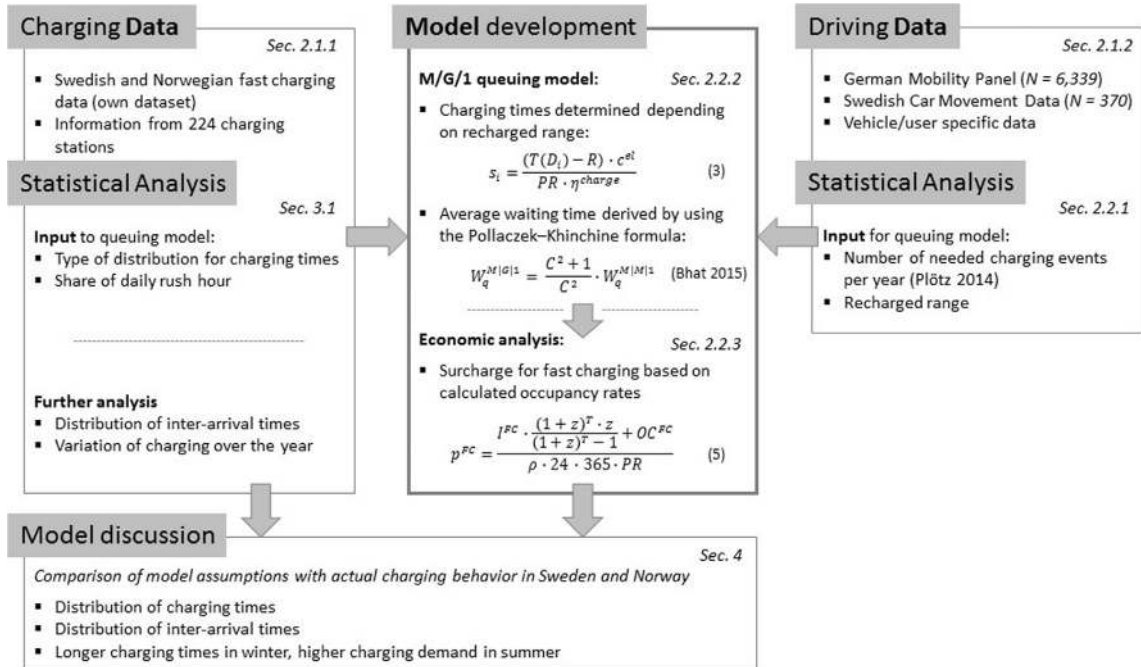 Charging Data
Sec. 2.1.1
▪ Swedish and Norwegian fast charging
data (own dataset)
▪ Information from 224 charging
stations
Statistical Analysis
Sec. 3.1
Input to queuing model:
▪ Type of distribution for charging times
▪ Share of daily rush hour
Further analysis
▪ Distribution of inter-arrival times
▪ Variation of charging over the year
Model development
M/G/1 queuing model:
Sec. 2.2.2
▪ Charging times determined depending
on recharged range:
s_i = ((T(D_i) − R) · c^el) / (PR · η^charge) (3)
▪ Average waiting time derived by using
the Pollaczek–Khinchine formula:
W_q^{M|G|1} = (C² + 1) / C² · W_q^{M|M|1} (Bhat 2015)
Economic analysis:
Sec. 2.2.3
▪ Surcharge for fast charging based on
calculated occupancy rates
p^FC = (I^FC · ((1 + z)^T · z) / ((1 + z)^T − 1) + OC^FC) / (ρ · 24 · 365 · PR) (5)
Driving Data
Sec. 2.1.2
▪ German Mobility Panel (N = 6,339)
▪ Swedish Car Movement Data (N = 370)
▪ Vehicle/user specific data
Statistical Analysis
Sec. 2.2.1
Input for queuing model:
▪ Number of needed charging events
per year (Plötz 2014)
▪ Recharged range
Model discussion
Sec. 4
Comparison of model assumptions with actual charging behavior in Sweden and Norway
▪ Distribution of charging times
▪ Distribution of inter-arrival times
▪ Longer charging times in winter, higher charging demand in summer